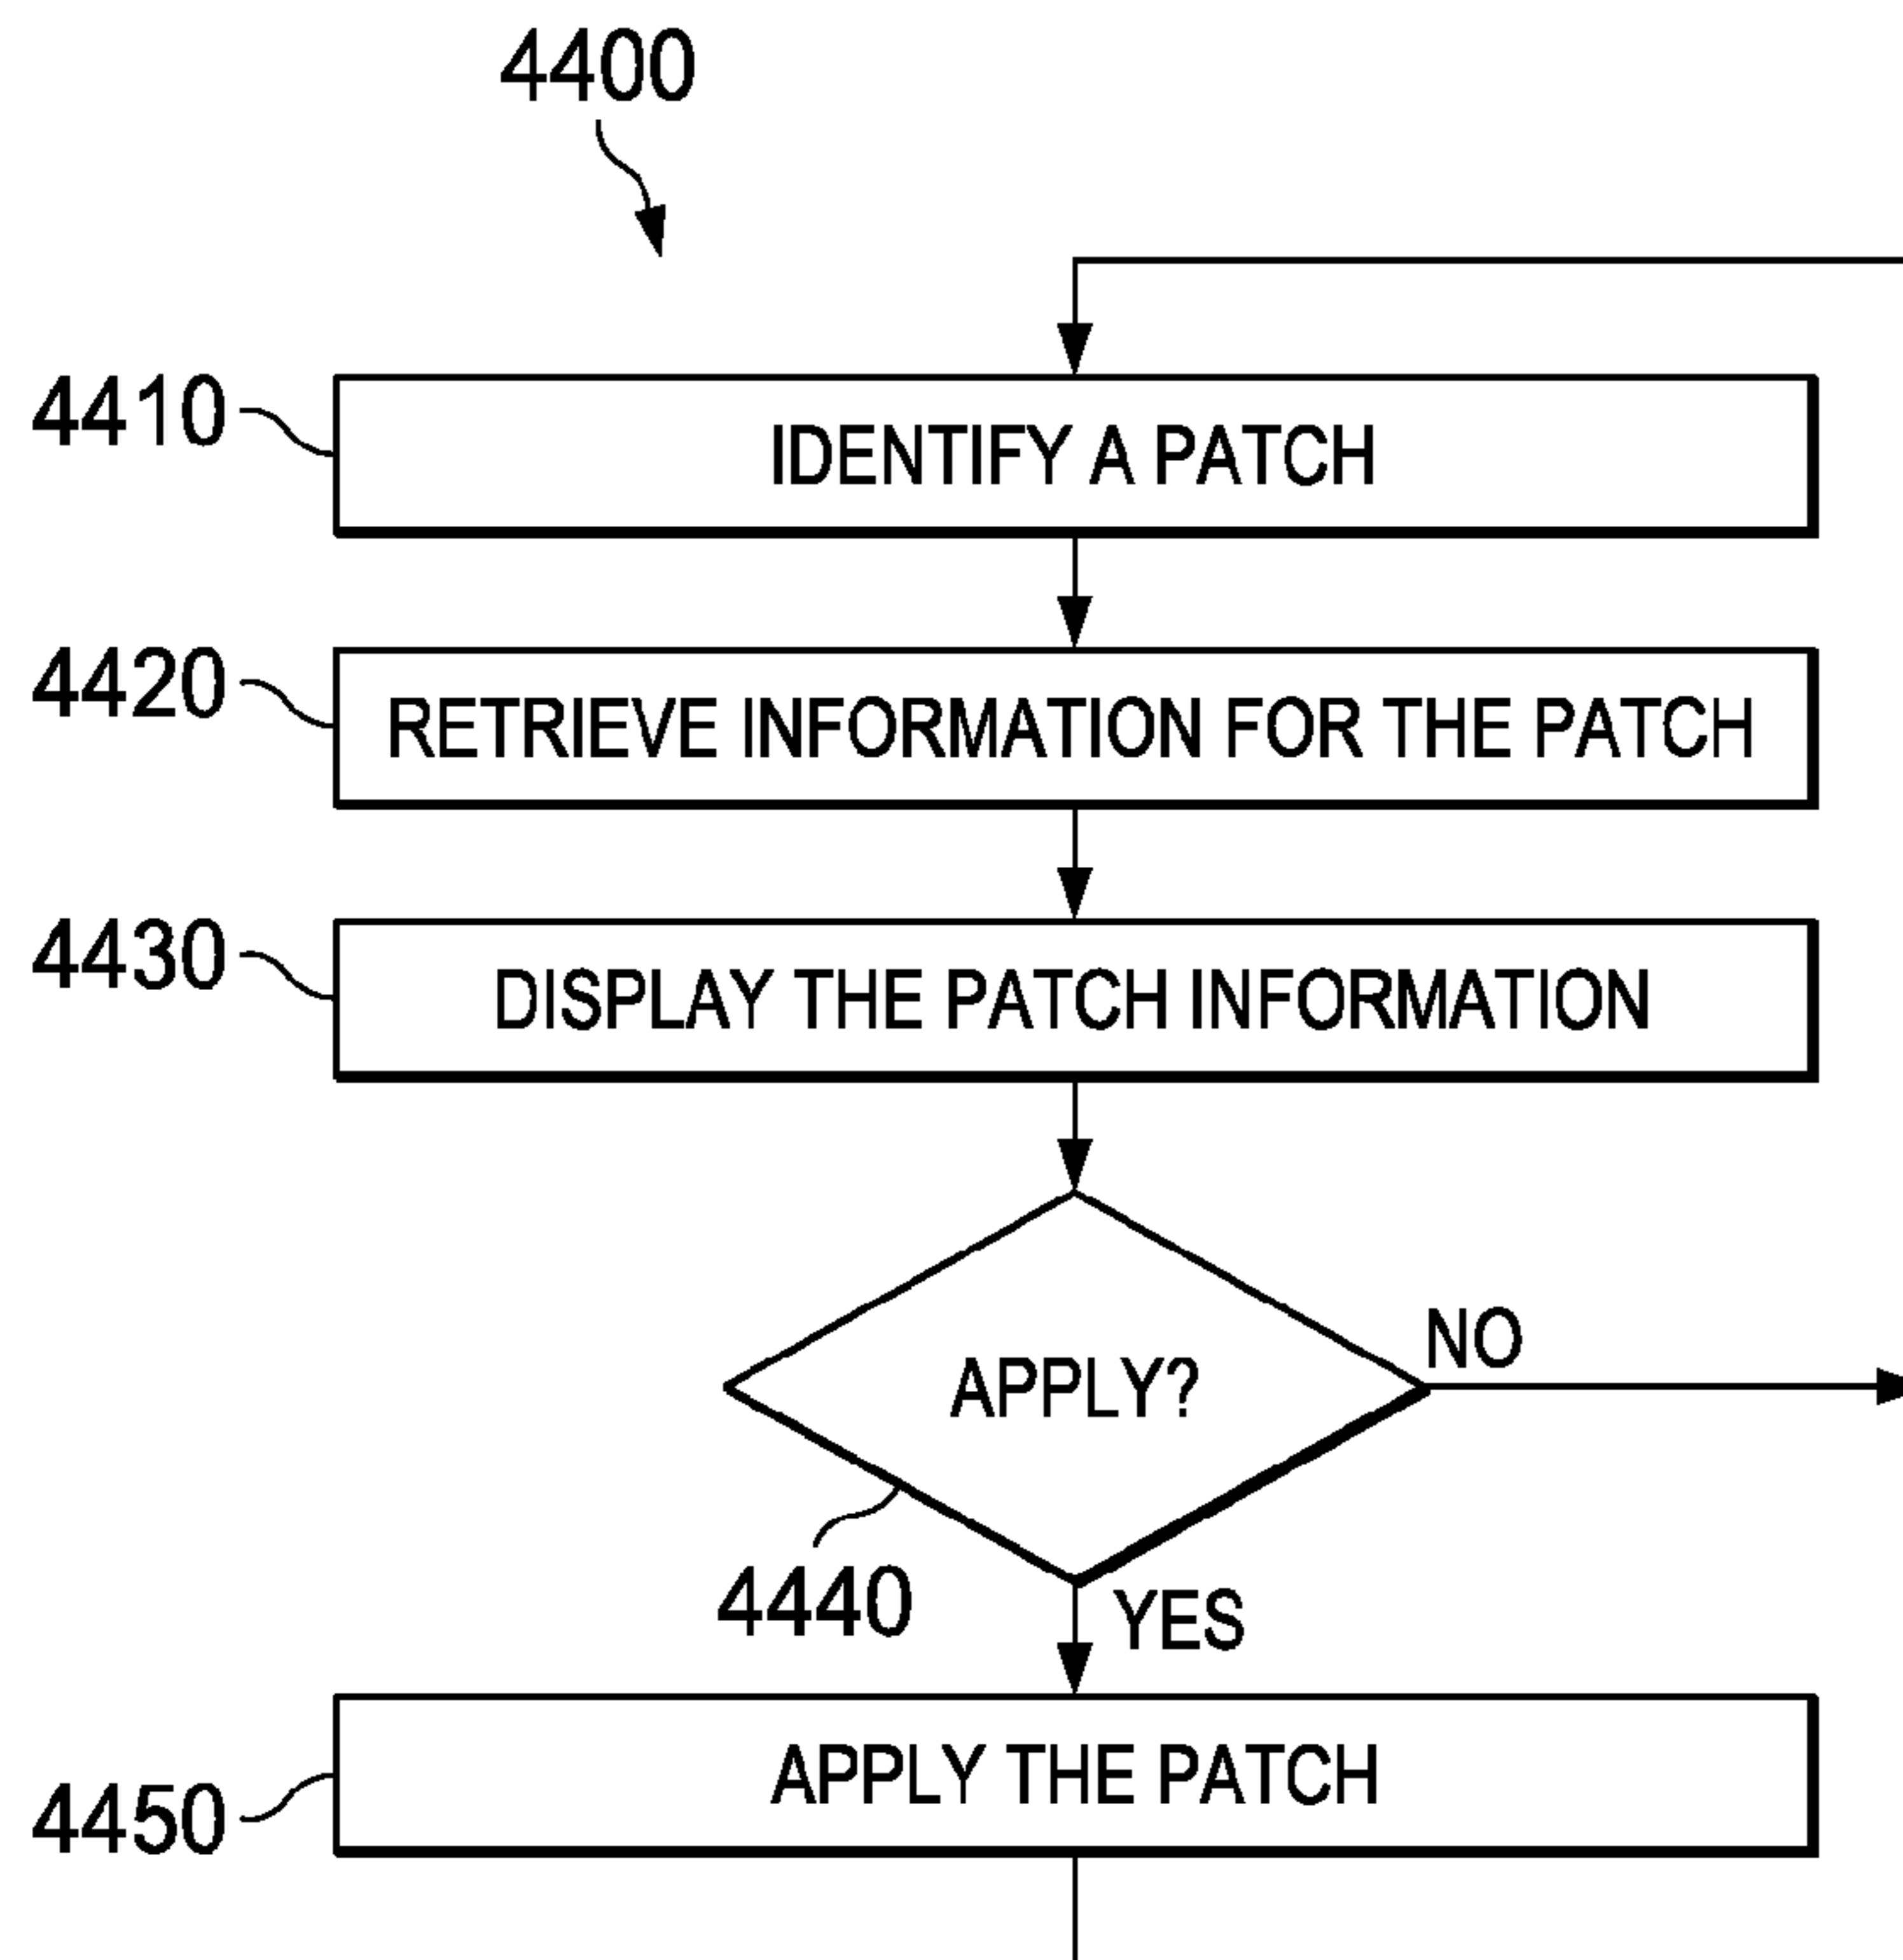 4400
4410
IDENTIFY A PATCH
4420
RETRIEVE INFORMATION FOR THE PATCH
4430
DISPLAY THE PATCH INFORMATION
NO
APPLY?
4440
YES
APPLY THE PATCH
4450